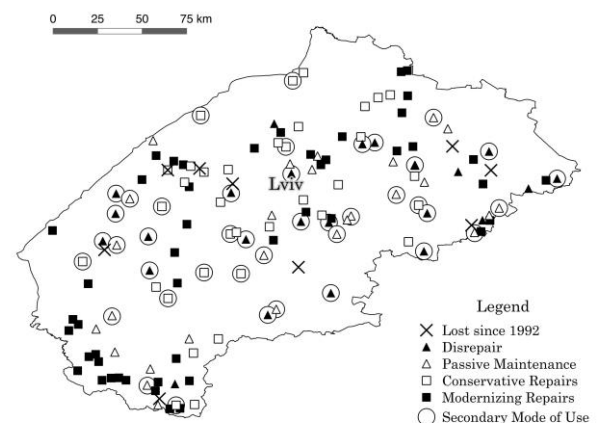 0 25 50 75 km
Lviv
Legend
Lost since 1992
Disrepair
Passive Maintenance
Conservative Repairs
Modernizing Repairs
Secondary Mode of Use